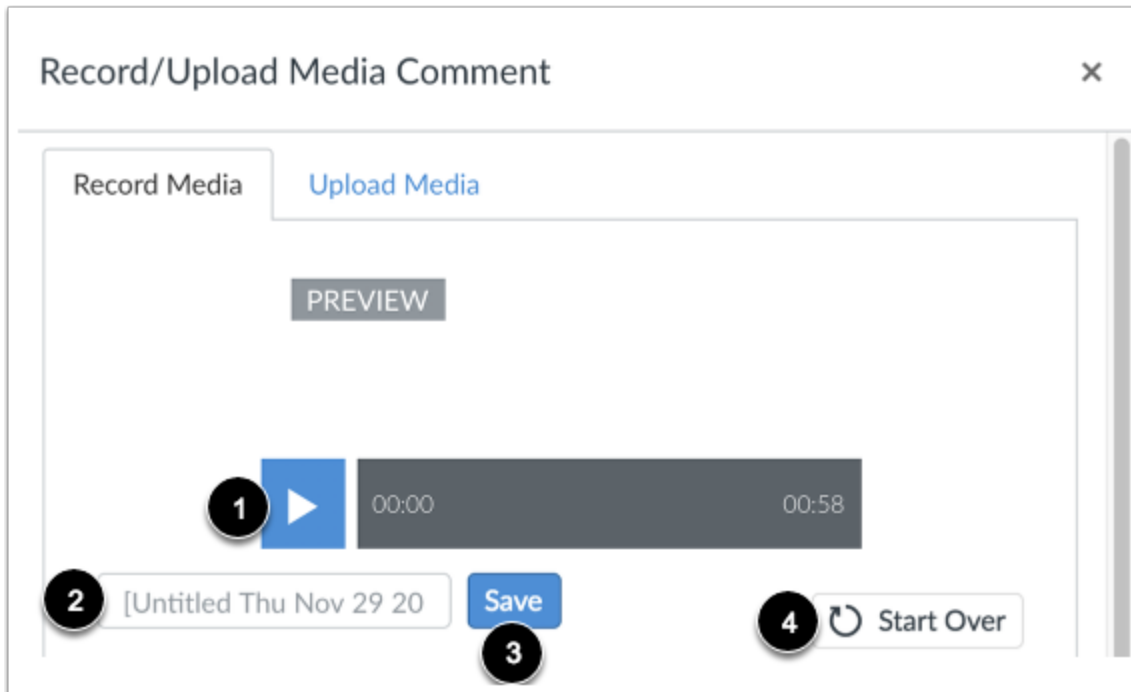 Record/Upload Media Comment ×
Record Media Upload Media
PREVIEW
1 00:00 00:58
2 [Untitled Thu Nov 29 20 Save 4 Start Over
3